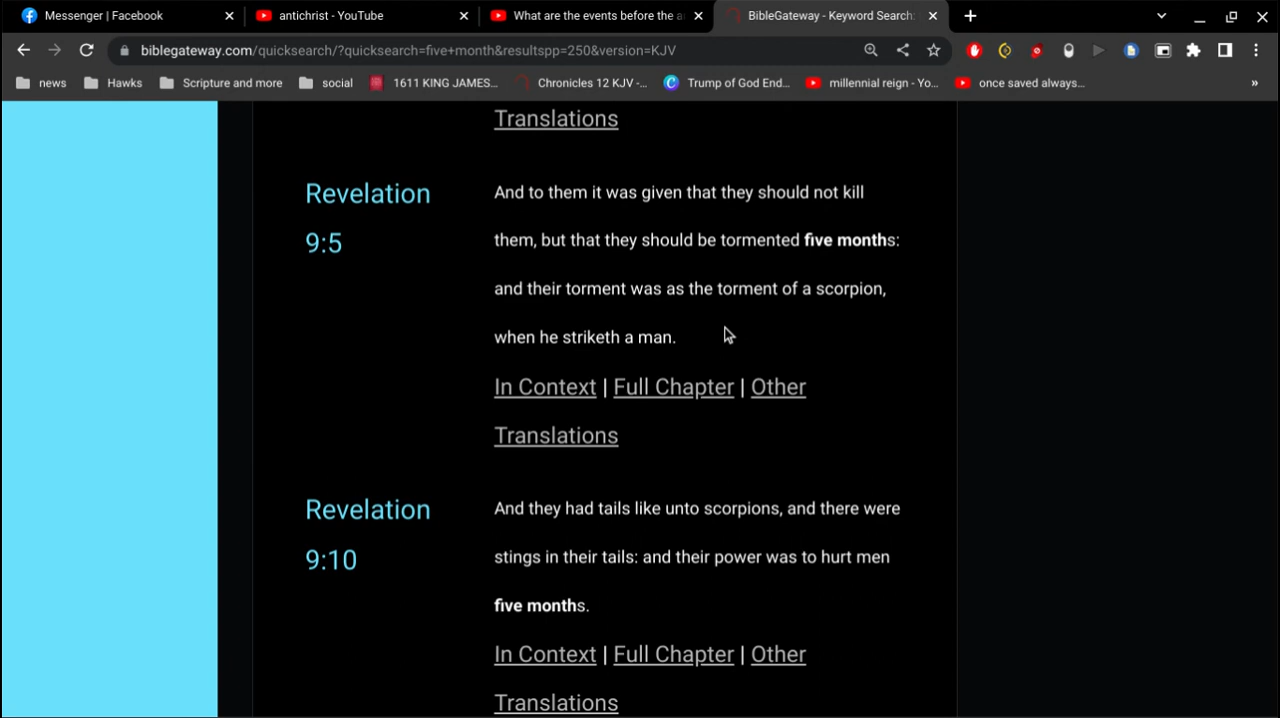 Messenger | Facebook
antichrist - YouTube
What are the events before the a
BibleGateway - Keyword Search:
biblegateway.com/quicksearch/?quicksearch=five+month&resultspp=250&version=KJV
news
Hawks
Scripture and more
social
1611 KING JAMES...
Chronicles 12 KJV -...
Trump of God End...
millennial reign - Yo...
once saved always...
»
Translations
Revelation
9:5
And to them it was given that they should not kill
them, but that they should be tormented five months:
and their torment was as the torment of a scorpion,
when he striketh a man.
In Context | Full Chapter | Other
Translations
Revelation
9:10
And they had tails like unto scorpions, and there were
stings in their tails: and their power was to hurt men
five months.
In Context | Full Chapter | Other
Translations